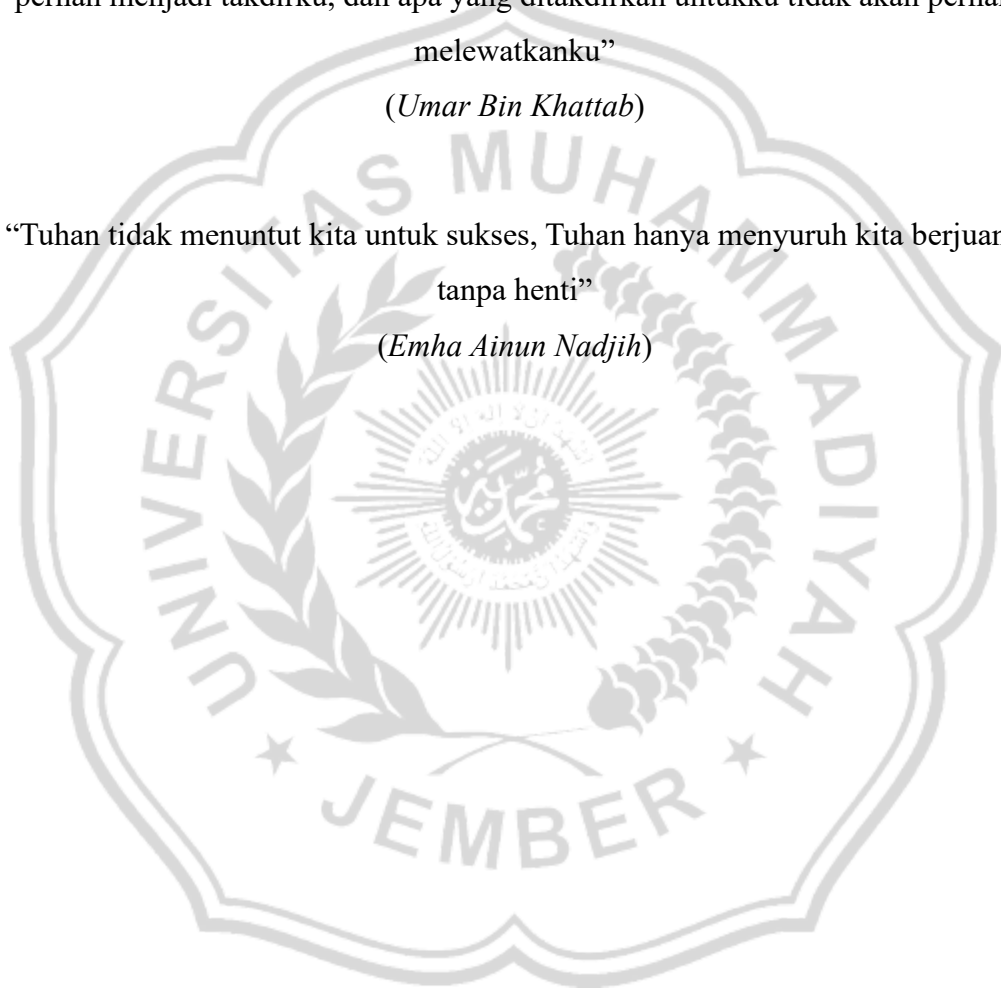 pernah menjadi takdirku, dan apa yang ditakdirkan untukku tidak akan pernah
melewatkanku”
(Umar Bin Khattab)
“Tuhan tidak menuntut kita untuk sukses, Tuhan hanya menyuruh kita berjuang
tanpa henti”
(Emha Ainun Nadjih)
UNIVERSITAS MUHAMMADIYAH
JEMBER